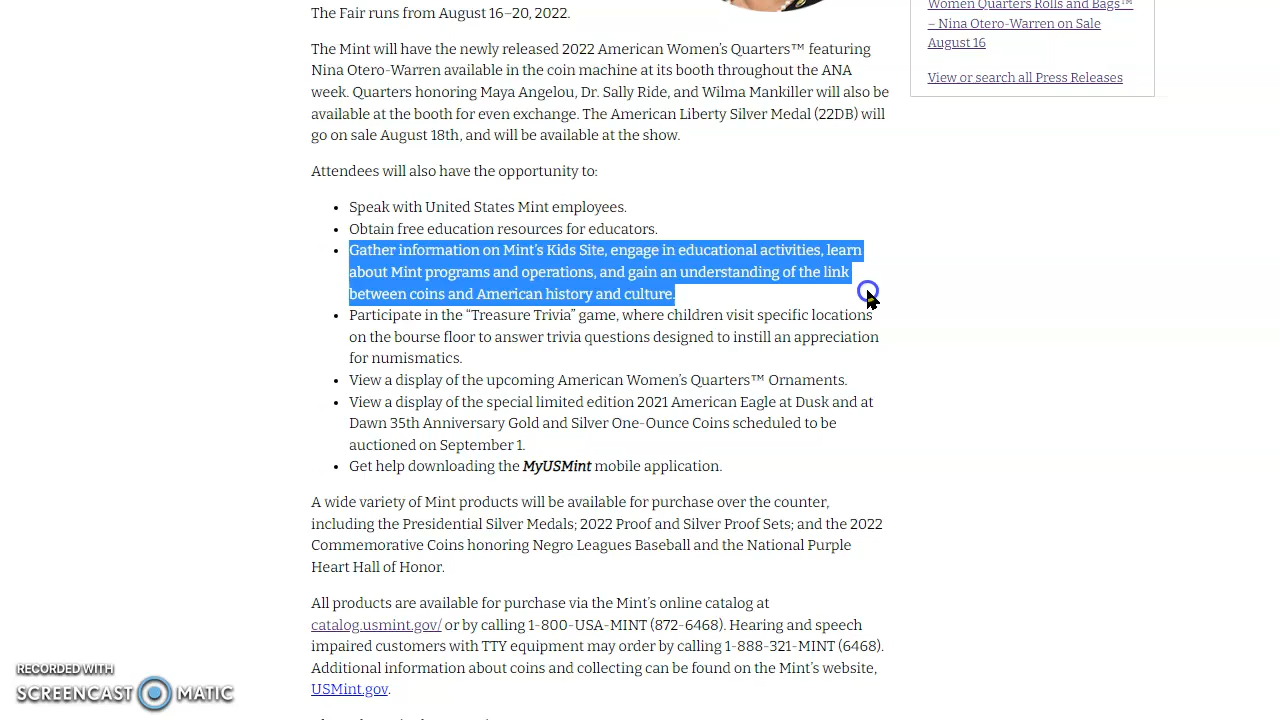 The Fair runs from August 16–20, 2022.
The Mint will have the newly released 2022 American Women's Quarters™ featuring
Nina Otero-Warren available in the coin machine at its booth throughout the ANA
week. Quarters honoring Maya Angelou, Dr. Sally Ride, and Wilma Mankiller will also be
available at the booth for even exchange. The American Liberty Silver Medal (22DB) will
go on sale August 18th, and will be available at the show.
Attendees will also have the opportunity to:
• Speak with United States Mint employees.
• Obtain free education resources for educators.
• Gather information on Mint's Kids Site, engage in educational activities, learn
about Mint programs and operations, and gain an understanding of the link
between coins and American history and culture.
• Participate in the “Treasure Trivia” game, where children visit specific locations
on the bourse floor to answer trivia questions designed to instill an appreciation
for numismatics.
• View a display of the upcoming American Women's Quarters™ Ornaments.
• View a display of the special limited edition 2021 American Eagle at Dusk and at
Dawn 35th Anniversary Gold and Silver One-Ounce Coins scheduled to be
auctioned on September 1.
• Get help downloading the MyUSMint mobile application.
A wide variety of Mint products will be available for purchase over the counter,
including the Presidential Silver Medals; 2022 Proof and Silver Proof Sets; and the 2022
Commemorative Coins honoring Negro Leagues Baseball and the National Purple
Heart Hall of Honor.
All products are available for purchase via the Mint's online catalog at
catalog.usmint.gov/ or by calling 1-800-USA-MINT (872-6468). Hearing and speech
impaired customers with TTY equipment may order by calling 1-888-321-MINT (6468).
Additional information about coins and collecting can be found on the Mint's website,
USMint.gov.
Women Quarters Rolls and Bags™
– Nina Otero-Warren on Sale
August 16
View or search all Press Releases
RECORDED WITH
SCREENCAST MATIC